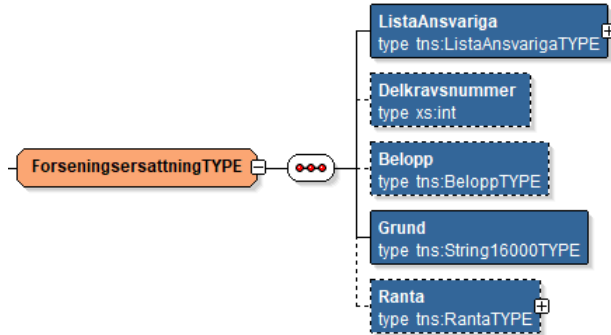 ListaAnsvariga
type tns:ListaAnsvarigaTYPE
Delkravsnummer
type xs:int
ForseningsersattningTYPE
Belopp
type tns:BeloppTYPE
Grund
type tns:String16000TYPE
Ranta
type tns:RantaTYPE